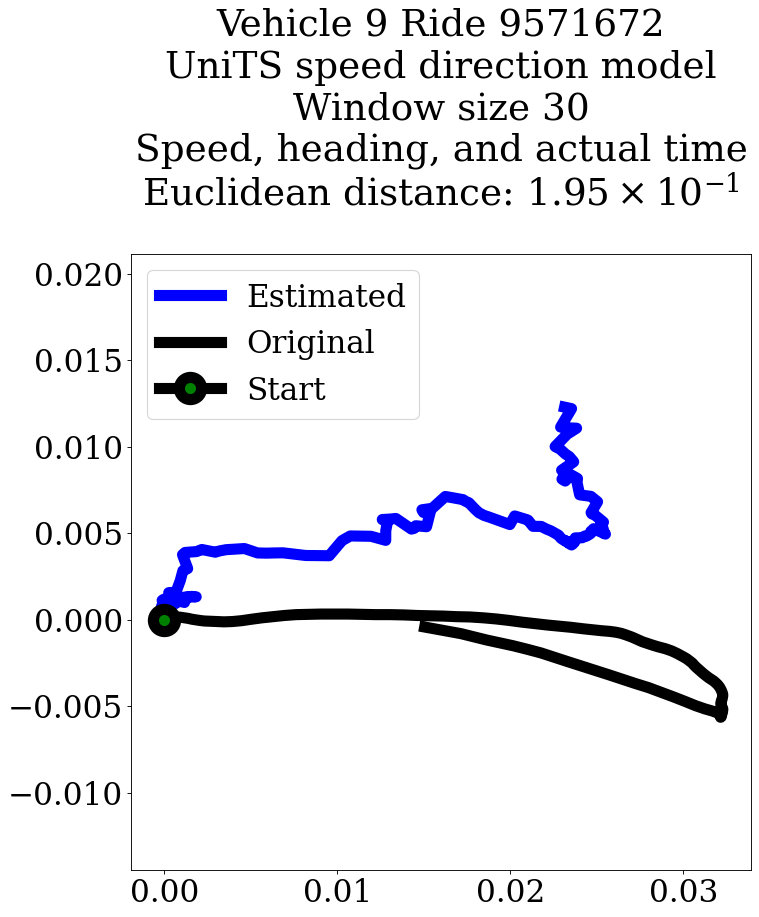 Vehicle 9 Ride 9571672
UniTS speed direction model
Window size 30
Speed, heading, and actual time
Euclidean distance: 1.95 × 10⁻¹
0.020
Estimated
0.015
Original
Start
0.010
0.005
0.000
−0.005
−0.010
0.00 0.01 0.02 0.03